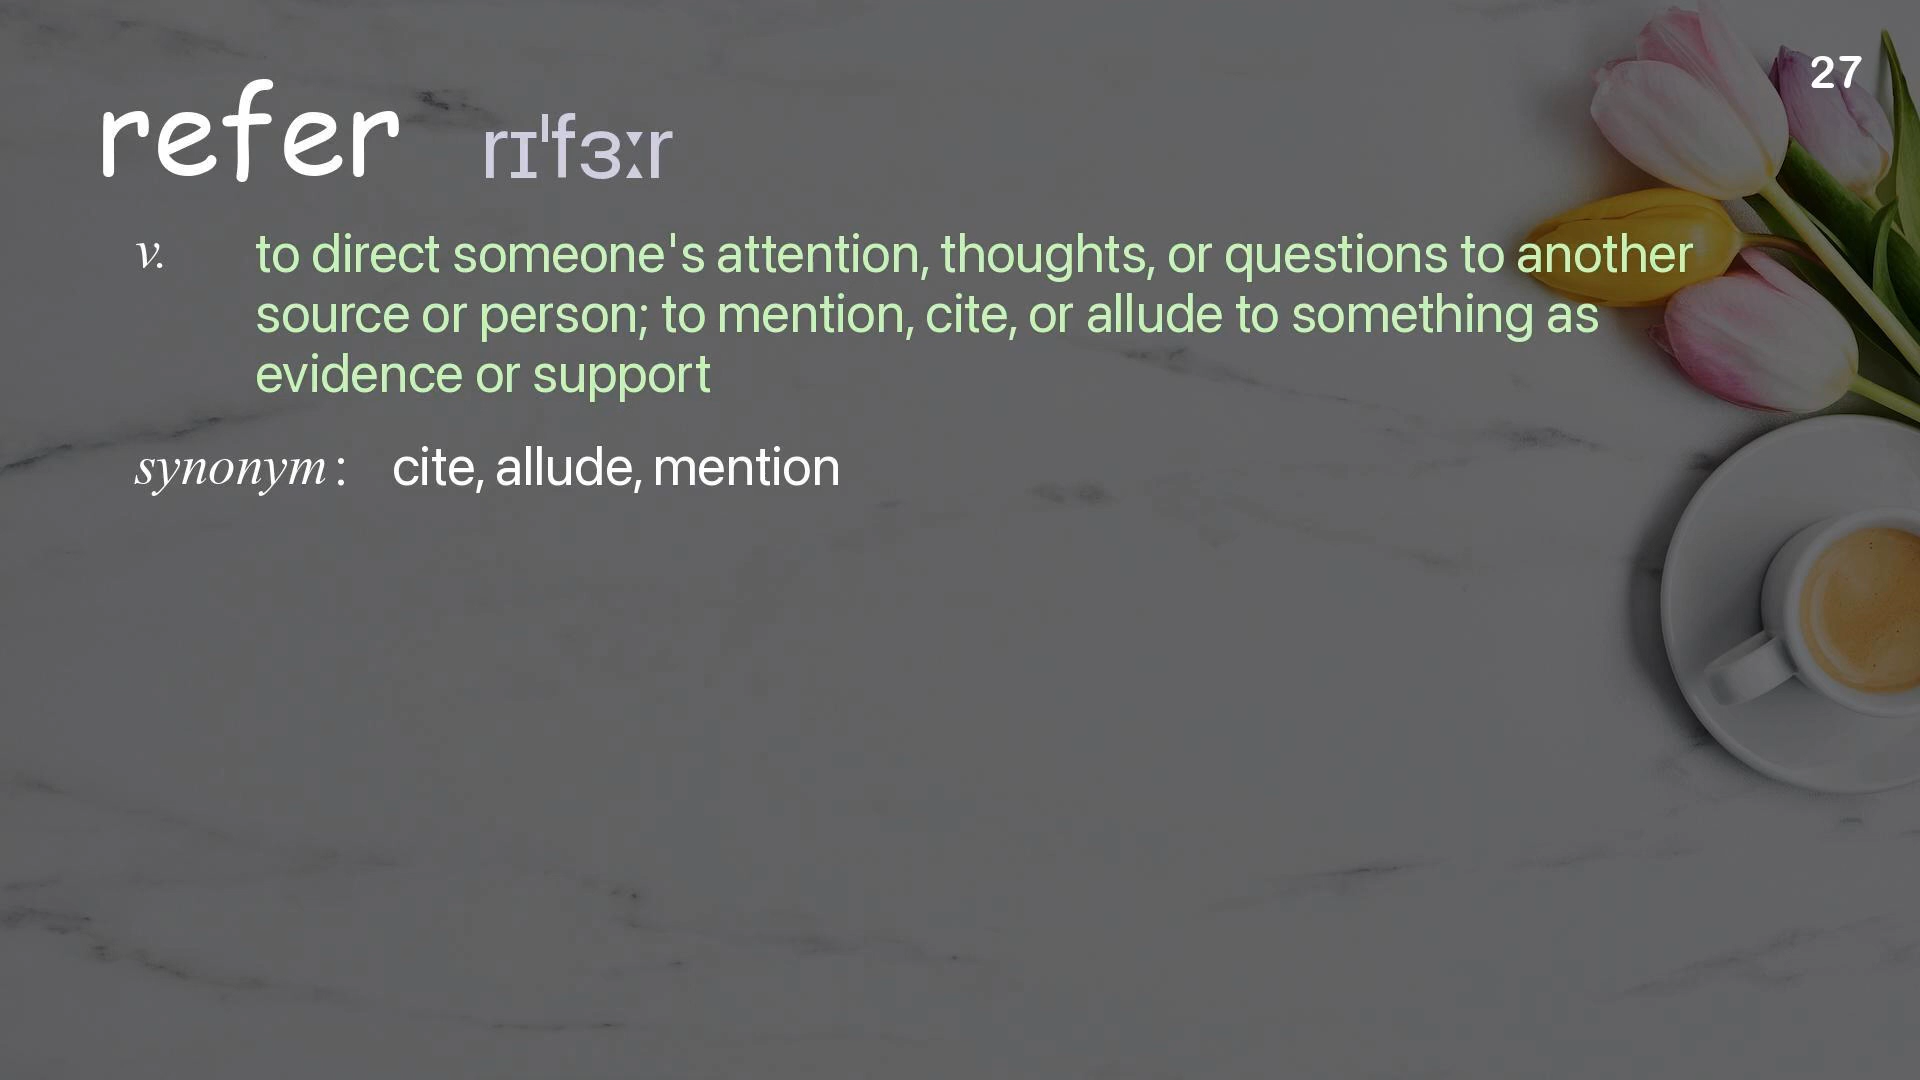 27
refer rɪˈfɜːr
v. to direct someone's attention, thoughts, or questions to another
source or person; to mention, cite, or allude to something as
evidence or support
synonym : cite, allude, mention